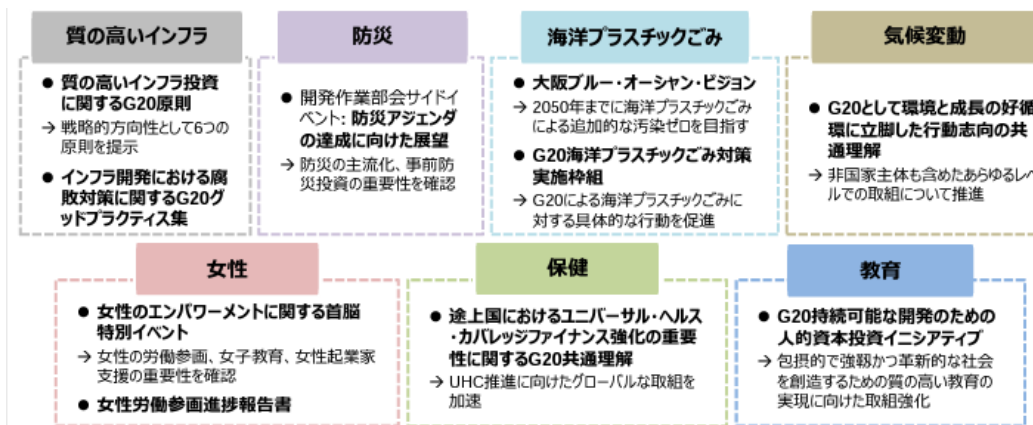 質の高いインフラ
● 質の高いインフラ投資
に関するG20原則
→ 戦略的方向性として6つの
原則を提示
● インフラ開発における腐
敗対策に関するG20グ
ッドプラクティス集
防災
● 開発作業部会サイドイ
ベント: 防災アジェンダ
の達成に向けた展望
→ 防災の主流化、事前防
災投資の重要性を確認
海洋プラスチックごみ
● 大阪ブルー・オーシャン・ビジョン
→ 2050年までに海洋プラスチックごみ
による追加的な汚染ゼロを目指す
● G20海洋プラスチックごみ対策
実施枠組
→ G20による海洋プラスチックごみに
対する具体的な行動を促進
気候変動
● G20として環境と成長の好循
環に立脚した行動志向の共
通理解
→ 非国家主体も含めたあらゆるレベ
ルでの取組について推進
女性
● 女性のエンパワーメントに関する首脳
特別イベント
→ 女性の労働参画、女子教育、女性起業家
支援の重要性を確認
● 女性労働参画進捗報告書
保健
● 途上国におけるユニバーサル・ヘルス
・カバレッジファイナンス強化の重要
性に関するG20共通理解
→ UHC推進に向けたグローバルな取組を
加速
教育
● G20持続可能な開発のための
人的資本投資イニシアティブ
→ 包摂的で強靱かつ革新的な社会
を創造するための質の高い教育の
実現に向けた取組強化